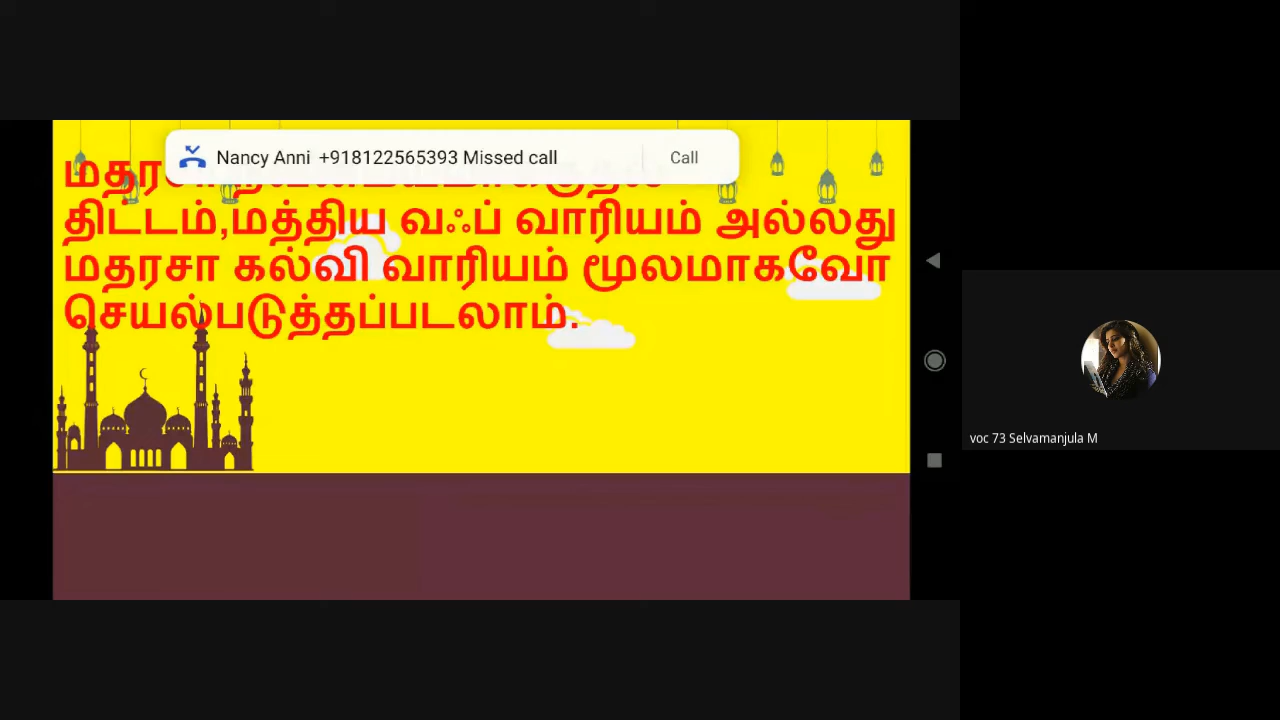 Nancy Anni +918122565393 Missed call
Call
திட்டம்,மத்திய வஃப் வாரியம் அல்லது
மதரசா கல்வி வாரியம் மூலமாகவோ
செயல்படுத்தப்படலாம்.
voc 73 Selvamanjula M